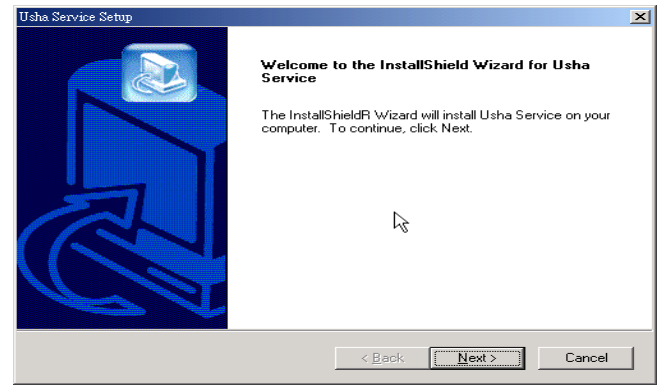 Usha Service Setup
Welcome to the InstallShield Wizard for Usha
Service
The InstallShieldR Wizard will install Usha Service on your
computer. To continue, click Next.
< Back
Next >
Cancel